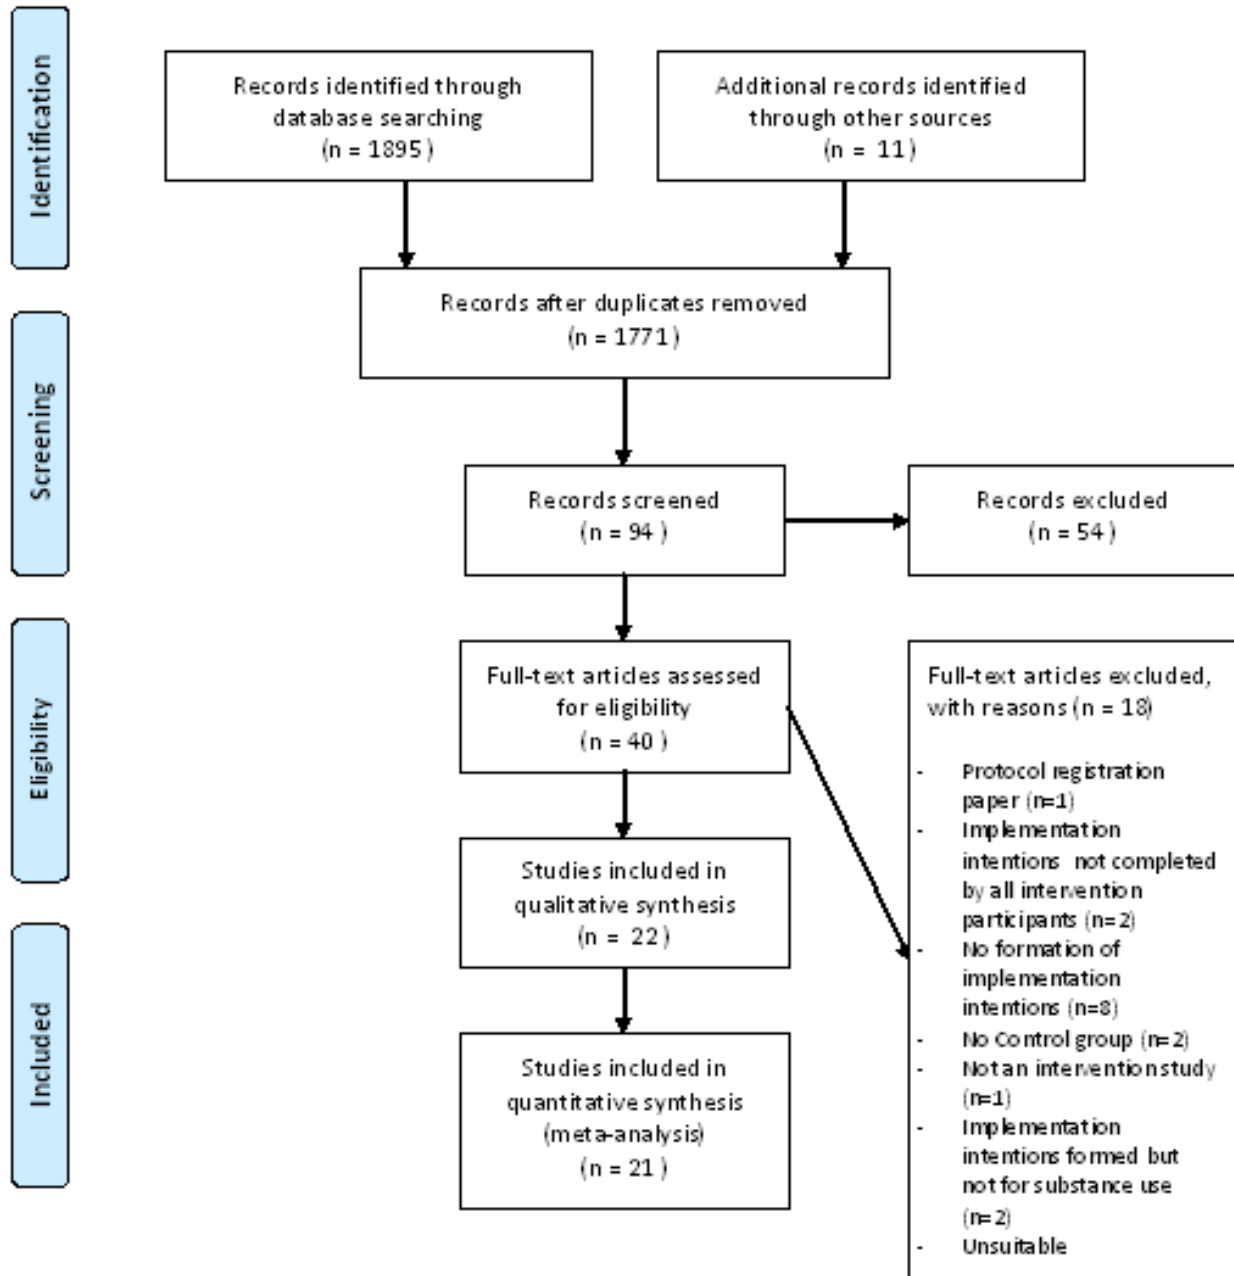 Identification
Records identified through
database searching
(n = 1895)
Additional records identified
through other sources
(n = 11)
Records after duplicates removed
(n = 1771)
Screening
Records screened
(n = 94 )
Records excluded
(n = 54 )
Eligibility
Full-text articles assessed
for eligibility
(n = 40 )
Full-text articles excluded,
with reasons (n = 18)
- Protocol registration
paper (n=1)
- Implementation
intentions not completed
by all intervention
participants (n=2)
- No formation of
implementation
intentions (n=8)
- No Control group (n=2)
- Not an intervention study
(n=1)
- Implementation
intentions formed but
not for substance use
(n=2)
- Unsuitable
Studies included in
qualitative synthesis
(n = 22)
Included
Studies included in
quantitative synthesis
(meta-analysis)
(n = 21 )